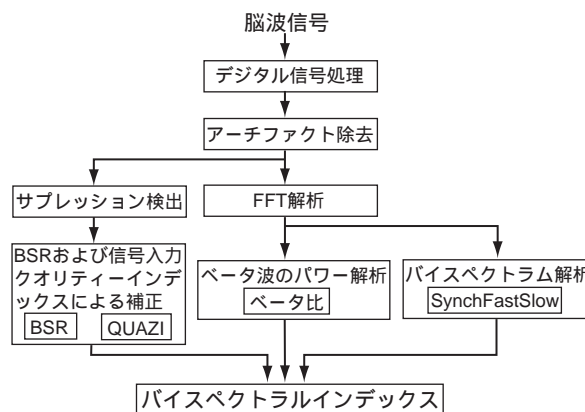 脳波信号
デジタル信号処理
アーチファクト除去
サプレッション検出
FFT解析
BSRおよび信号入力
クオリティーインデ
ックスによる補正
BSR
QUAZI
ベータ波のパワー解析
ベータ比
バイスペクトラム解析
SynchFastSlow
バイスペクトラルインデックス